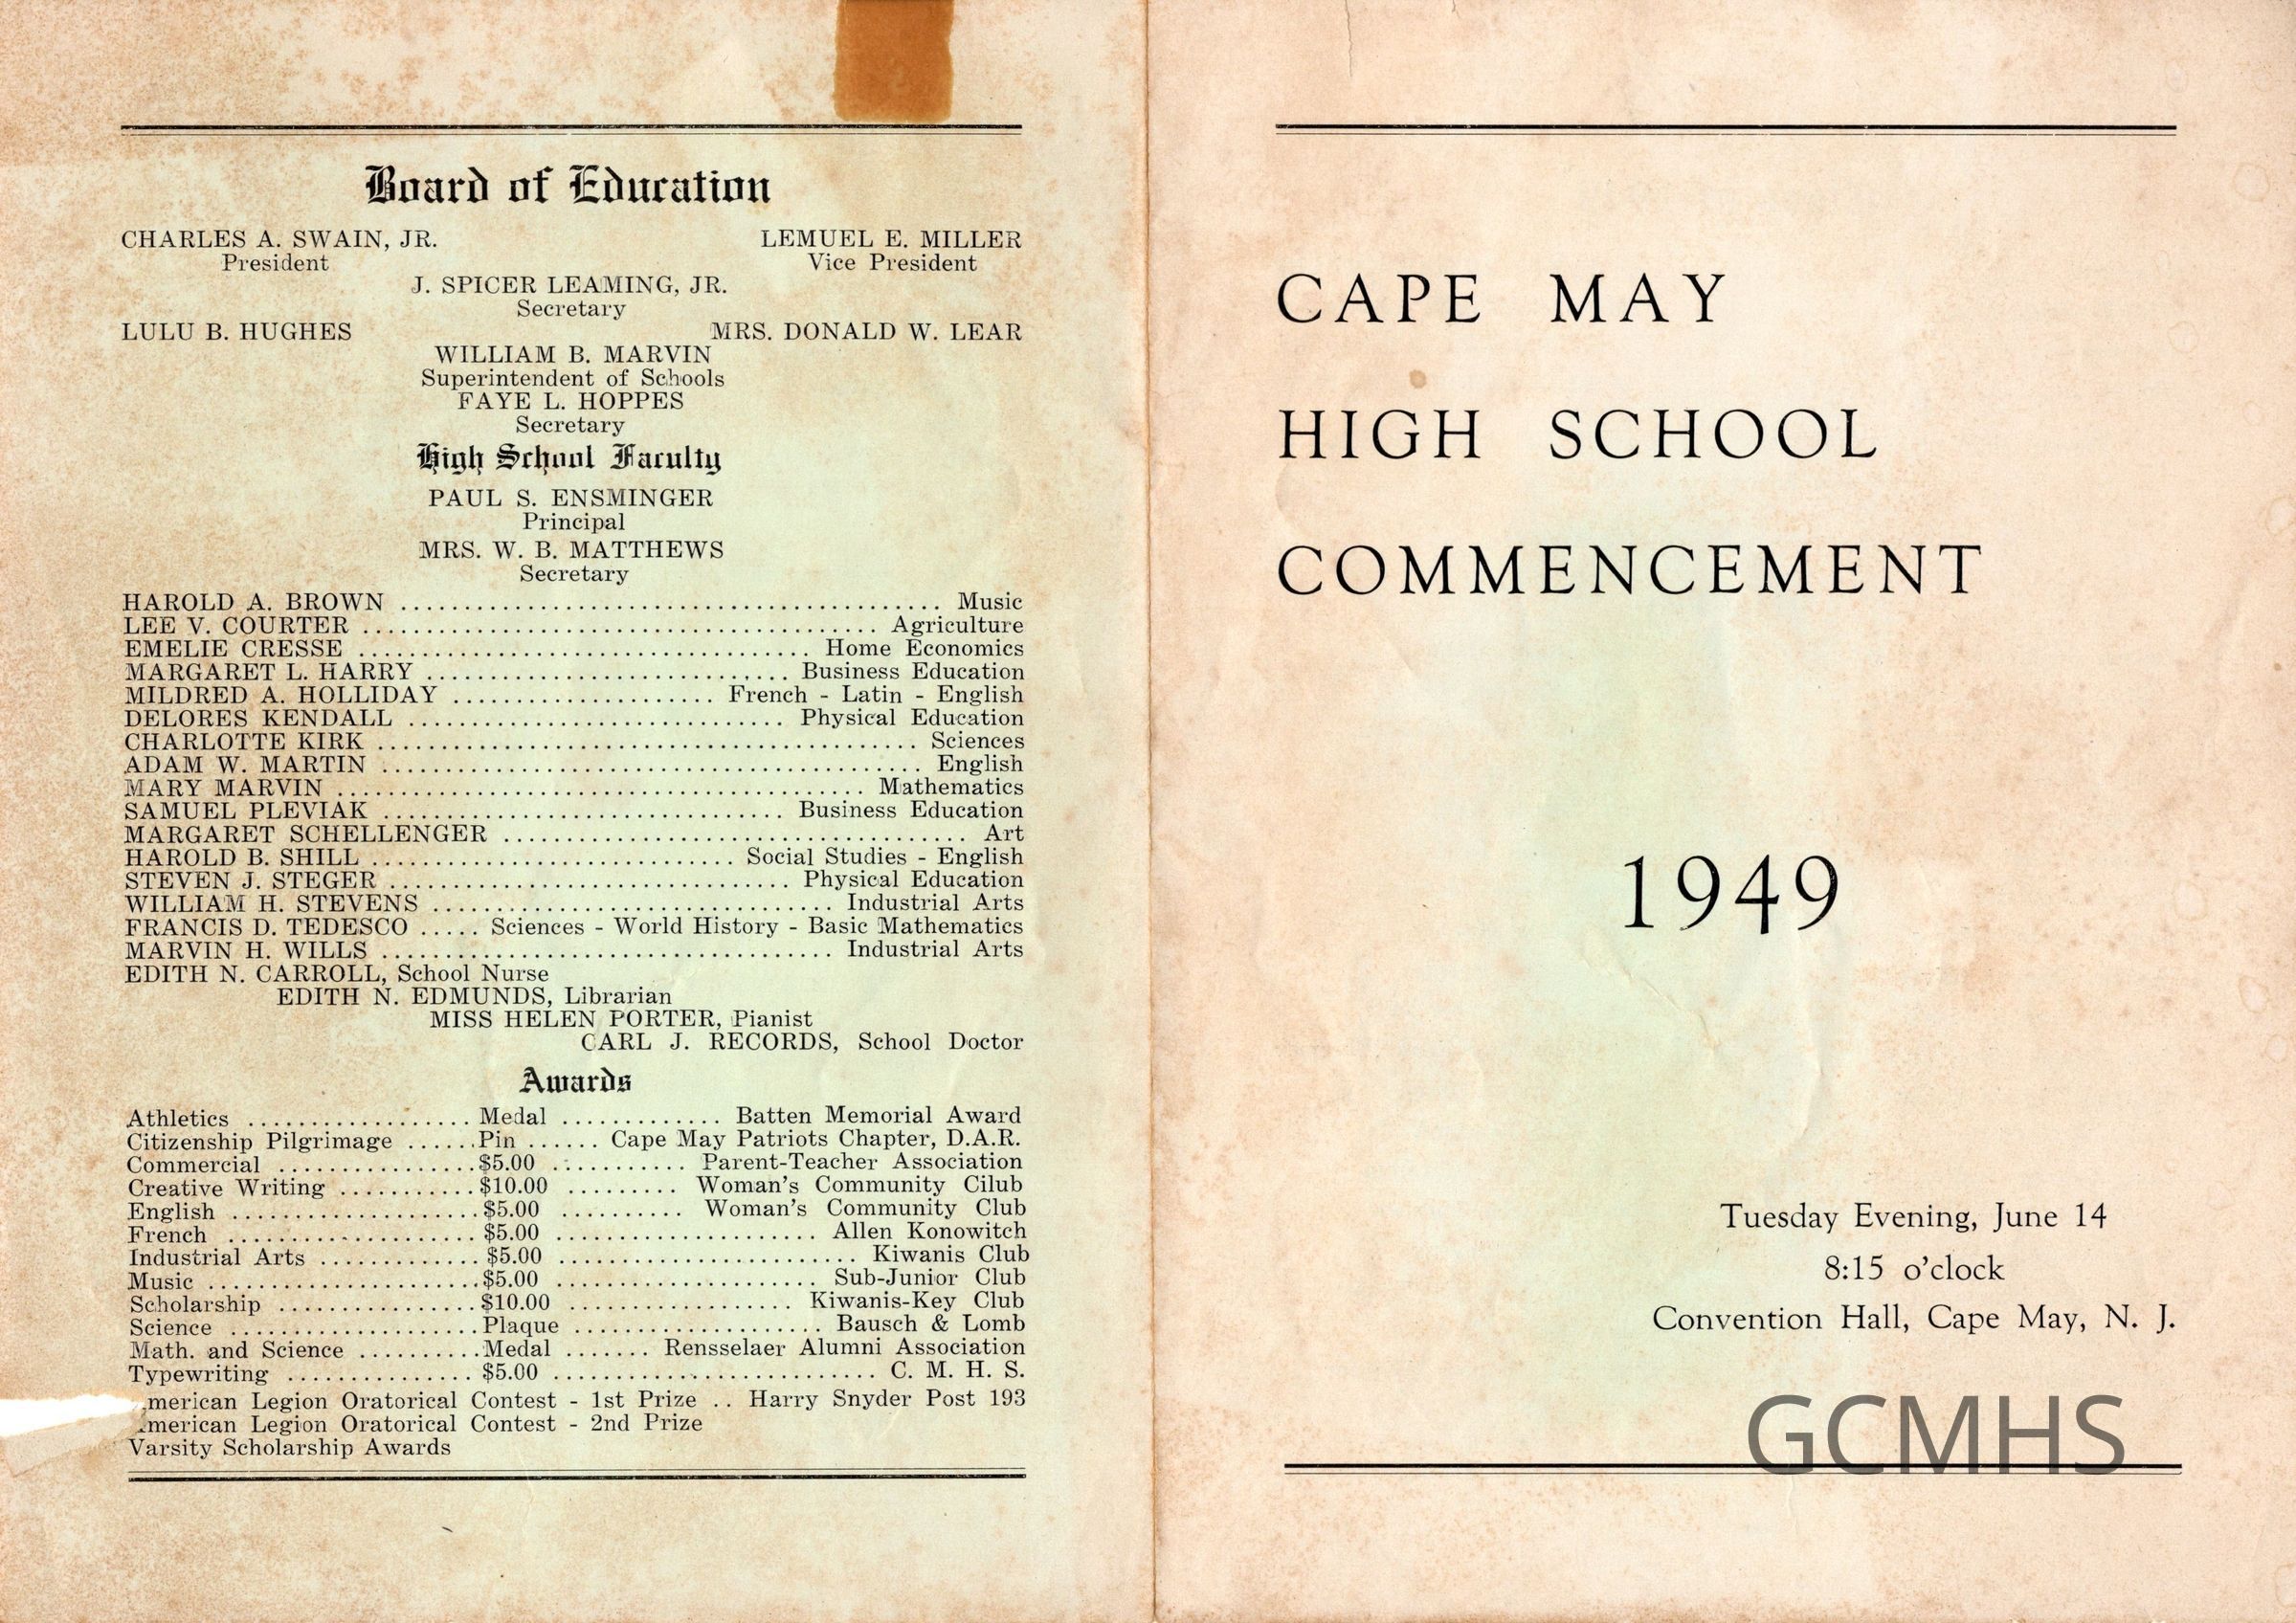 Board of Education
CHARLES A. SWAIN, JR. LEMUEL E. MILLER
President Vice President
J. SPICER LEAMING, JR.
Secretary
LULU B. HUGHES MRS. DONALD W. LEAR
WILLIAM B. MARVIN
Superintendent of Schools
FAYE L. HOPPES
Secretary
High School Faculty
PAUL S. ENSMINGER
Principal
MRS. W. B. MATTHEWS
Secretary
HAROLD A. BROWN ........................................... Music
LEE V. COURTER ......................................... Agriculture
EMELIE CRESSE .................................... Home Economics
MARGARET L. HARRY ............................. Business Education
MILDRED A. HOLLIDAY ..................... French - Latin - English
DELORES KENDALL .............................. Physical Education
CHARLOTTE KIRK ........................................... Sciences
ADAM W. MARTIN ........................................... English
MARY MARVIN .......................................... Mathematics
SAMUEL PLEVIAK ................................ Business Education
MARGARET SCHELLENGER ..................................... Art
HAROLD B. SHILL ............................. Social Studies - English
STEVEN J. STEGER ................................ Physical Education
WILLIAM H. STEVENS ................................ Industrial Arts
FRANCIS D. TEDESCO ..... Sciences - World History - Basic Mathematics
MARVIN H. WILLS .................................... Industrial Arts
EDITH N. CARROLL, School Nurse
EDITH N. EDMUNDS, Librarian
MISS HELEN PORTER, Pianist
CARL J. RECORDS, School Doctor
Awards
Athletics .................. Medal ............. Batten Memorial Award
Citizenship Pilgrimage ...... Pin ...... Cape May Patriots Chapter, D.A.R.
Commercial ................ $5.00 ........... Parent-Teacher Association
Creative Writing ........... $10.00 ......... Woman's Community Cilub
English .................... $5.00 .......... Woman's Community Club
French ..................... $5.00 ..................... Allen Konowitch
Industrial Arts ............. $5.00 ........................ Kiwanis Club
Music ...................... $5.00 ..................... Sub-Junior Club
Scholarship ................ $10.00 .................. Kiwanis-Key Club
Science .................... Plaque .................... Bausch & Lomb
Math. and Science .......... Medal ....... Rensselaer Alumni Association
Typewriting ............... $5.00 .......................... C. M. H. S.
merican Legion Oratorical Contest - 1st Prize .. Harry Snyder Post 193
merican Legion Oratorical Contest - 2nd Prize
Varsity Scholarship Awards
CAPE MAY
HIGH SCHOOL
COMMENCEMENT
1949
Tuesday Evening, June 14
8:15 o'clock
Convention Hall, Cape May, N. J.
GCMHS